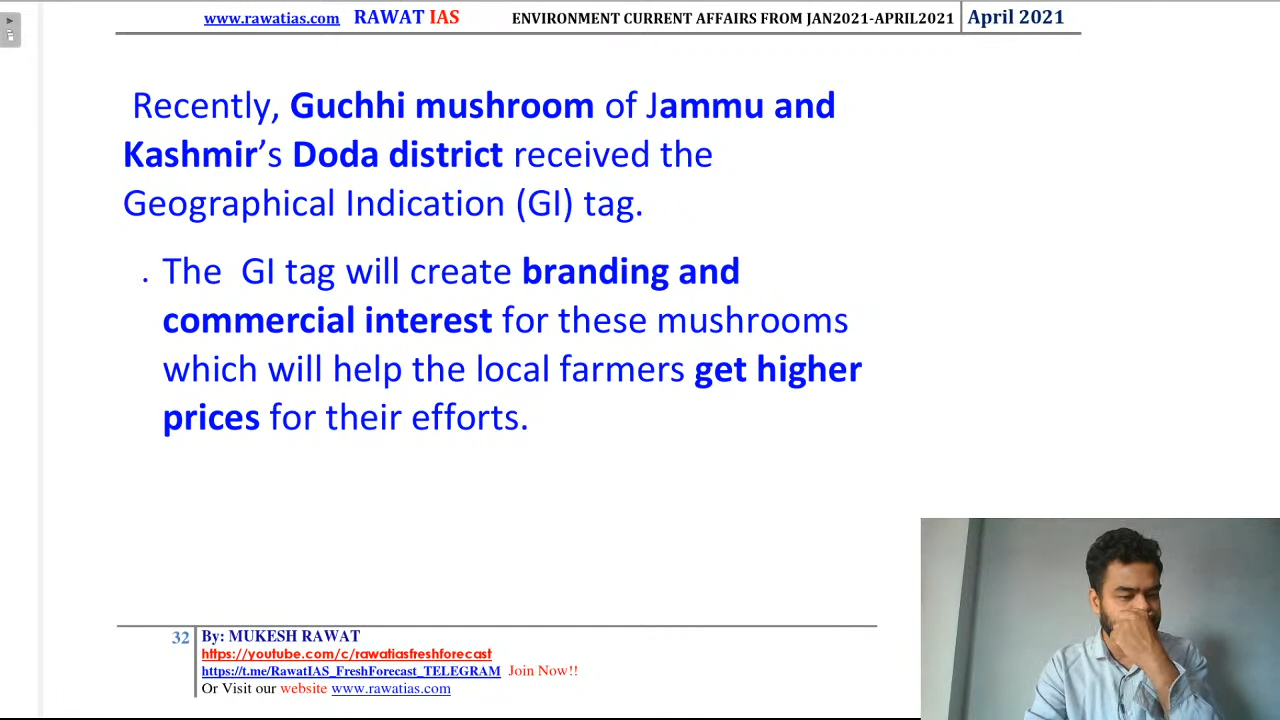 www.rawatias.com RAWAT IAS ENVIRONMENT CURRENT AFFAIRS FROM JAN2021-APRIL2021 April 2021
Recently, Guchhi mushroom of Jammu and
Kashmir’s Doda district received the
Geographical Indication (GI) tag.
. The GI tag will create branding and
commercial interest for these mushrooms
which will help the local farmers get higher
prices for their efforts.
32 By: MUKESH RAWAT
https://youtube.com/c/rawatiasfreshforecast
https://t.me/RawatIAS_FreshForecast_TELEGRAM Join Now!!
Or Visit our website www.rawatias.com